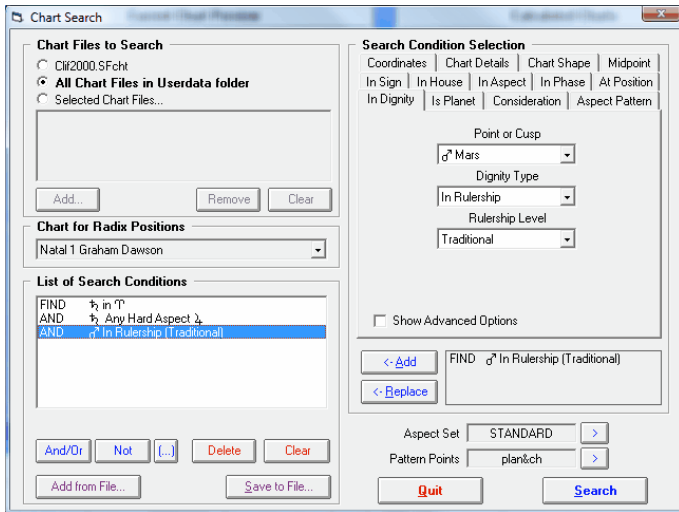 Chart Search
Chart Files to Search
Clif2000.SFcht
All Chart Files in Userdata folder
Selected Chart Files...
Add...
Remove
Clear
Chart for Radix Positions
Natal 1 Graham Dawson
List of Search Conditions
FIND ♄ in ♈
AND ♄ Any Hard Aspect ♃
AND ♂ In Rulership (Traditional)
And/Or
Not
(...)
Delete
Clear
Add from File...
Save to File...
Search Condition Selection
Coordinates
Chart Details
Chart Shape
Midpoint
In Sign
In House
In Aspect
In Phase
At Position
In Dignity
Is Planet
Consideration
Aspect Pattern
Point or Cusp
♂ Mars
Dignity Type
In Rulership
Rulership Level
Traditional
Show Advanced Options
<- Add
<- Replace
FIND ♂ In Rulership (Traditional)
Aspect Set
STANDARD
>
Pattern Points
plan&ch
>
Quit
Search